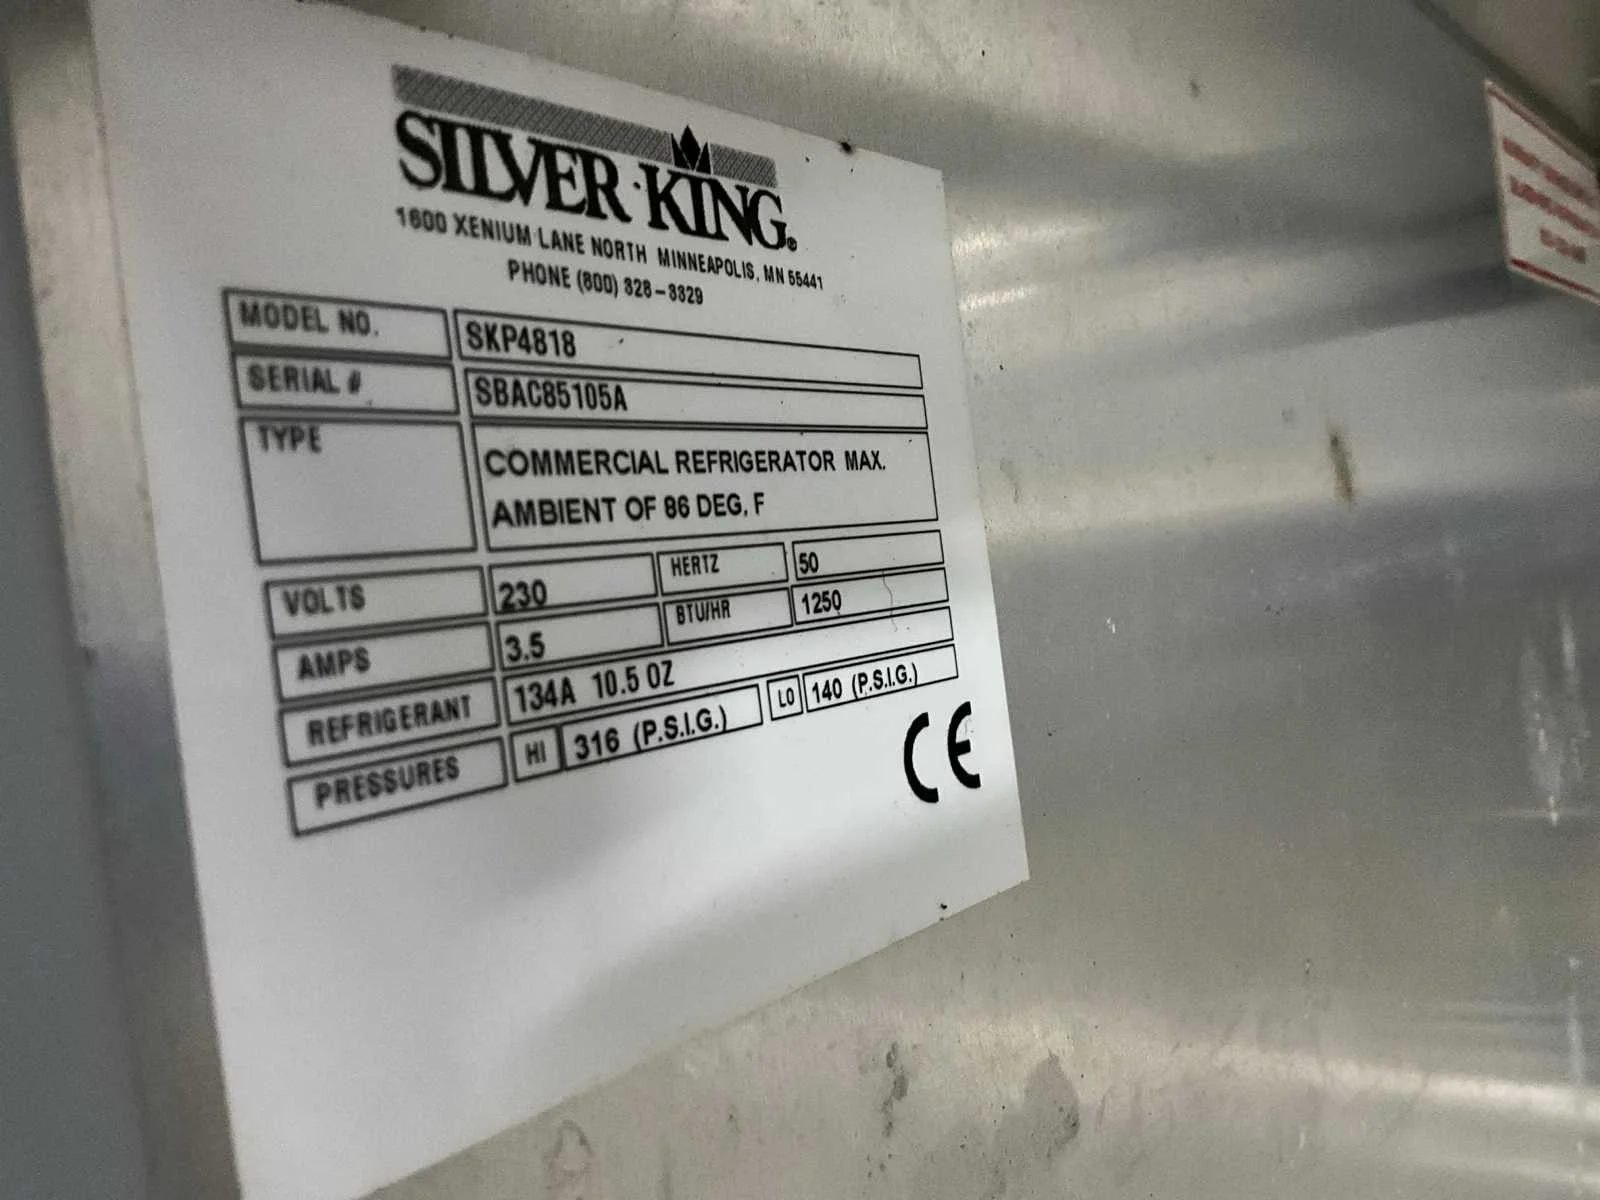 SILVER KING®
1600 XENIUM LANE NORTH MINNEAPOLIS, MN 55441
PHONE (800) 328-3329
MODEL NO. SKP4818
SERIAL # SBAC85105A
TYPE COMMERCIAL REFRIGERATOR MAX.
AMBIENT OF 86 DEG, F
VOLTS 230 HERTZ 50
AMPS 3.5 BTU/HR 1250
REFRIGERANT 134A 10.5 OZ
PRESSURES HI 316 (P.S.I.G.) LO 140 (P.S.I.G.)
CE